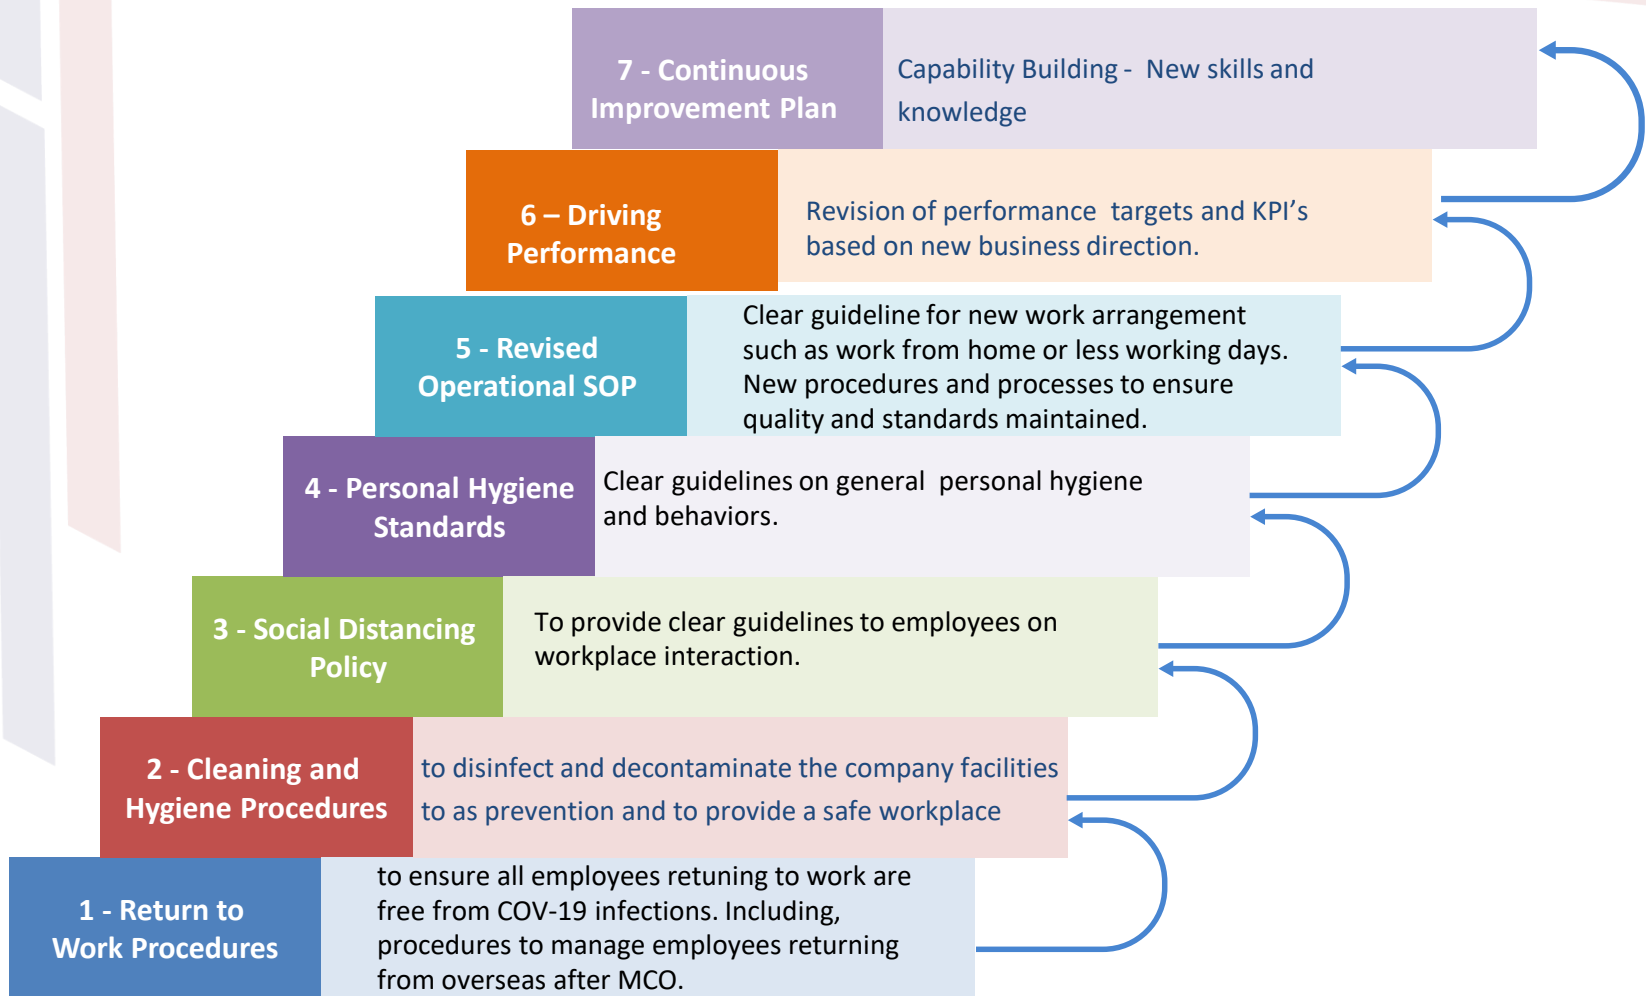 7 - Continuous
Improvement Plan
Capability Building - New skills and
knowledge
6 – Driving
Performance
Revision of performance targets and KPI’s
based on new business direction.
5 - Revised
Operational SOP
Clear guideline for new work arrangement
such as work from home or less working days.
New procedures and processes to ensure
quality and standards maintained.
4 - Personal Hygiene
Standards
Clear guidelines on general personal hygiene
and behaviors.
3 - Social Distancing
Policy
To provide clear guidelines to employees on
workplace interaction.
2 - Cleaning and
Hygiene Procedures
to disinfect and decontaminate the company facilities
to as prevention and to provide a safe workplace
1 - Return to
Work Procedures
to ensure all employees retuning to work are
free from COV-19 infections. Including,
procedures to manage employees returning
from overseas after MCO.